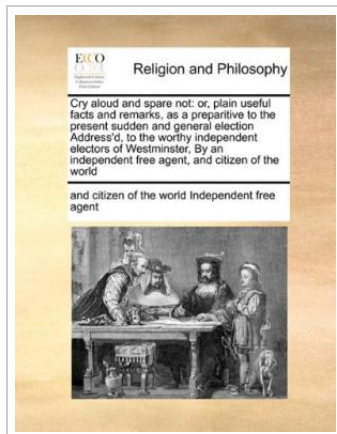 ECCO
Religion and Philosophy
Cry aloud and spare not: or, plain useful
facts and remarks, as a preparitive to the
present sudden and general election
Address'd, to the worthy independent
electors of Westminster, By an
independent free agent, and citizen of the
world
and citizen of the world Independent free
agent